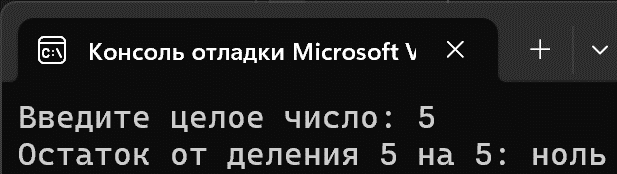 Консоль отладки Microsoft V
Введите целое число: 5
Остаток от деления 5 на 5: ноль